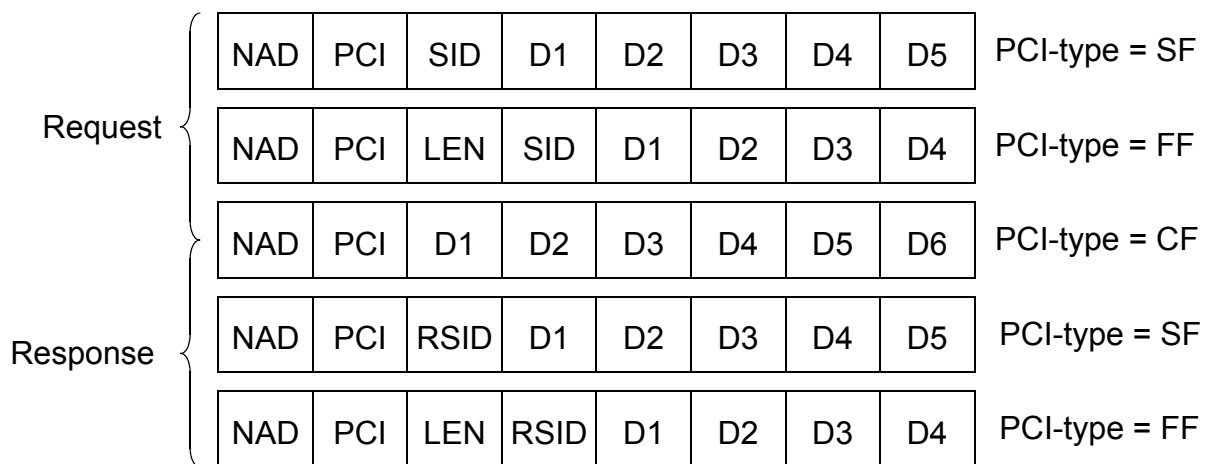 NAD PCI SID D1 D2 D3 D4 D5 PCI-type = SF
Request
NAD PCI LEN SID D1 D2 D3 D4 PCI-type = FF
NAD PCI D1 D2 D3 D4 D5 D6 PCI-type = CF
Response
NAD PCI RSID D1 D2 D3 D4 D5 PCI-type = SF
NAD PCI LEN RSID D1 D2 D3 D4 PCI-type = FF